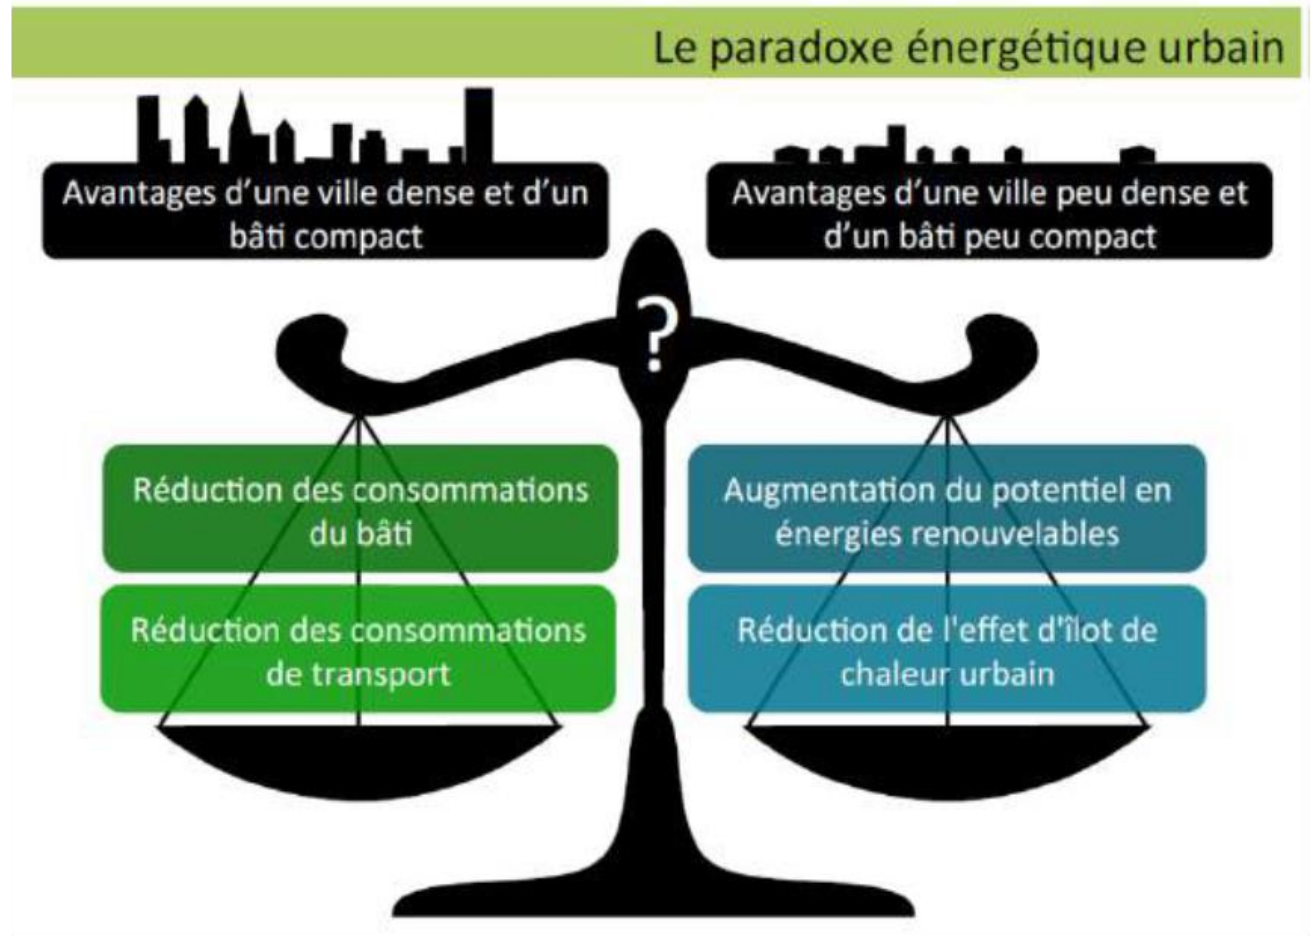 Le paradoxe énergétique urbain
Avantages d’une ville dense et d’un
bâti compact
Avantages d’une ville peu dense et
d’un bâti peu compact
?
Réduction des consommations
du bâti
Réduction des consommations
de transport
Augmentation du potentiel en
énergies renouvelables
Réduction de l'effet d'îlot de
chaleur urbain